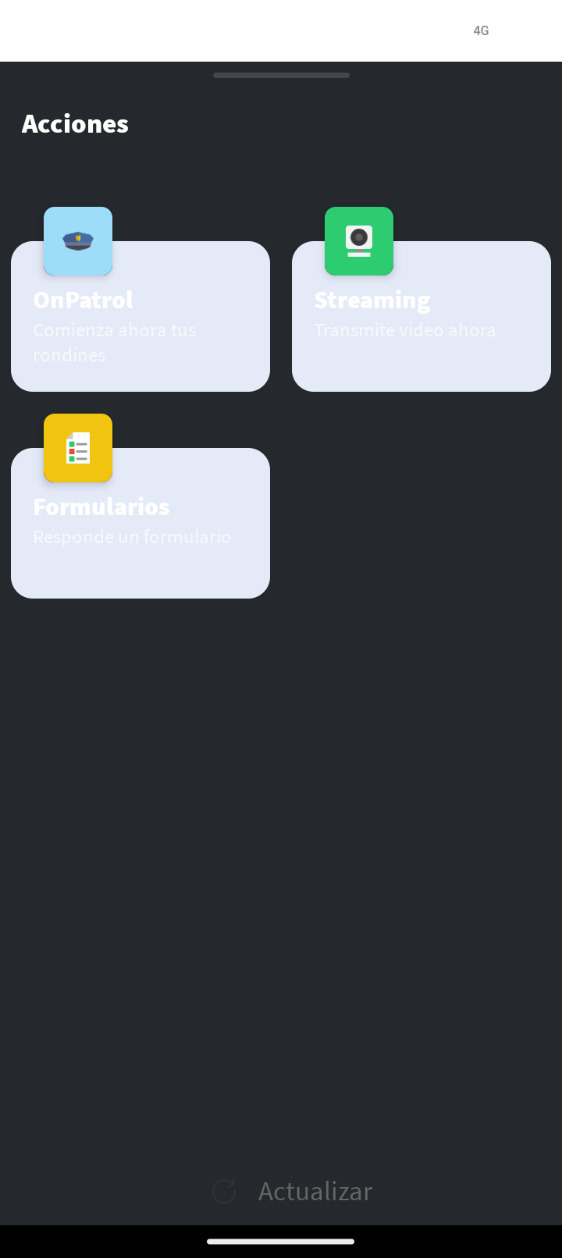 4G
Acciones
OnPatrol
Comienza ahora tus
rondines
Streaming
Transmite video ahora
Formularios
Responde un formulario
Actualizar